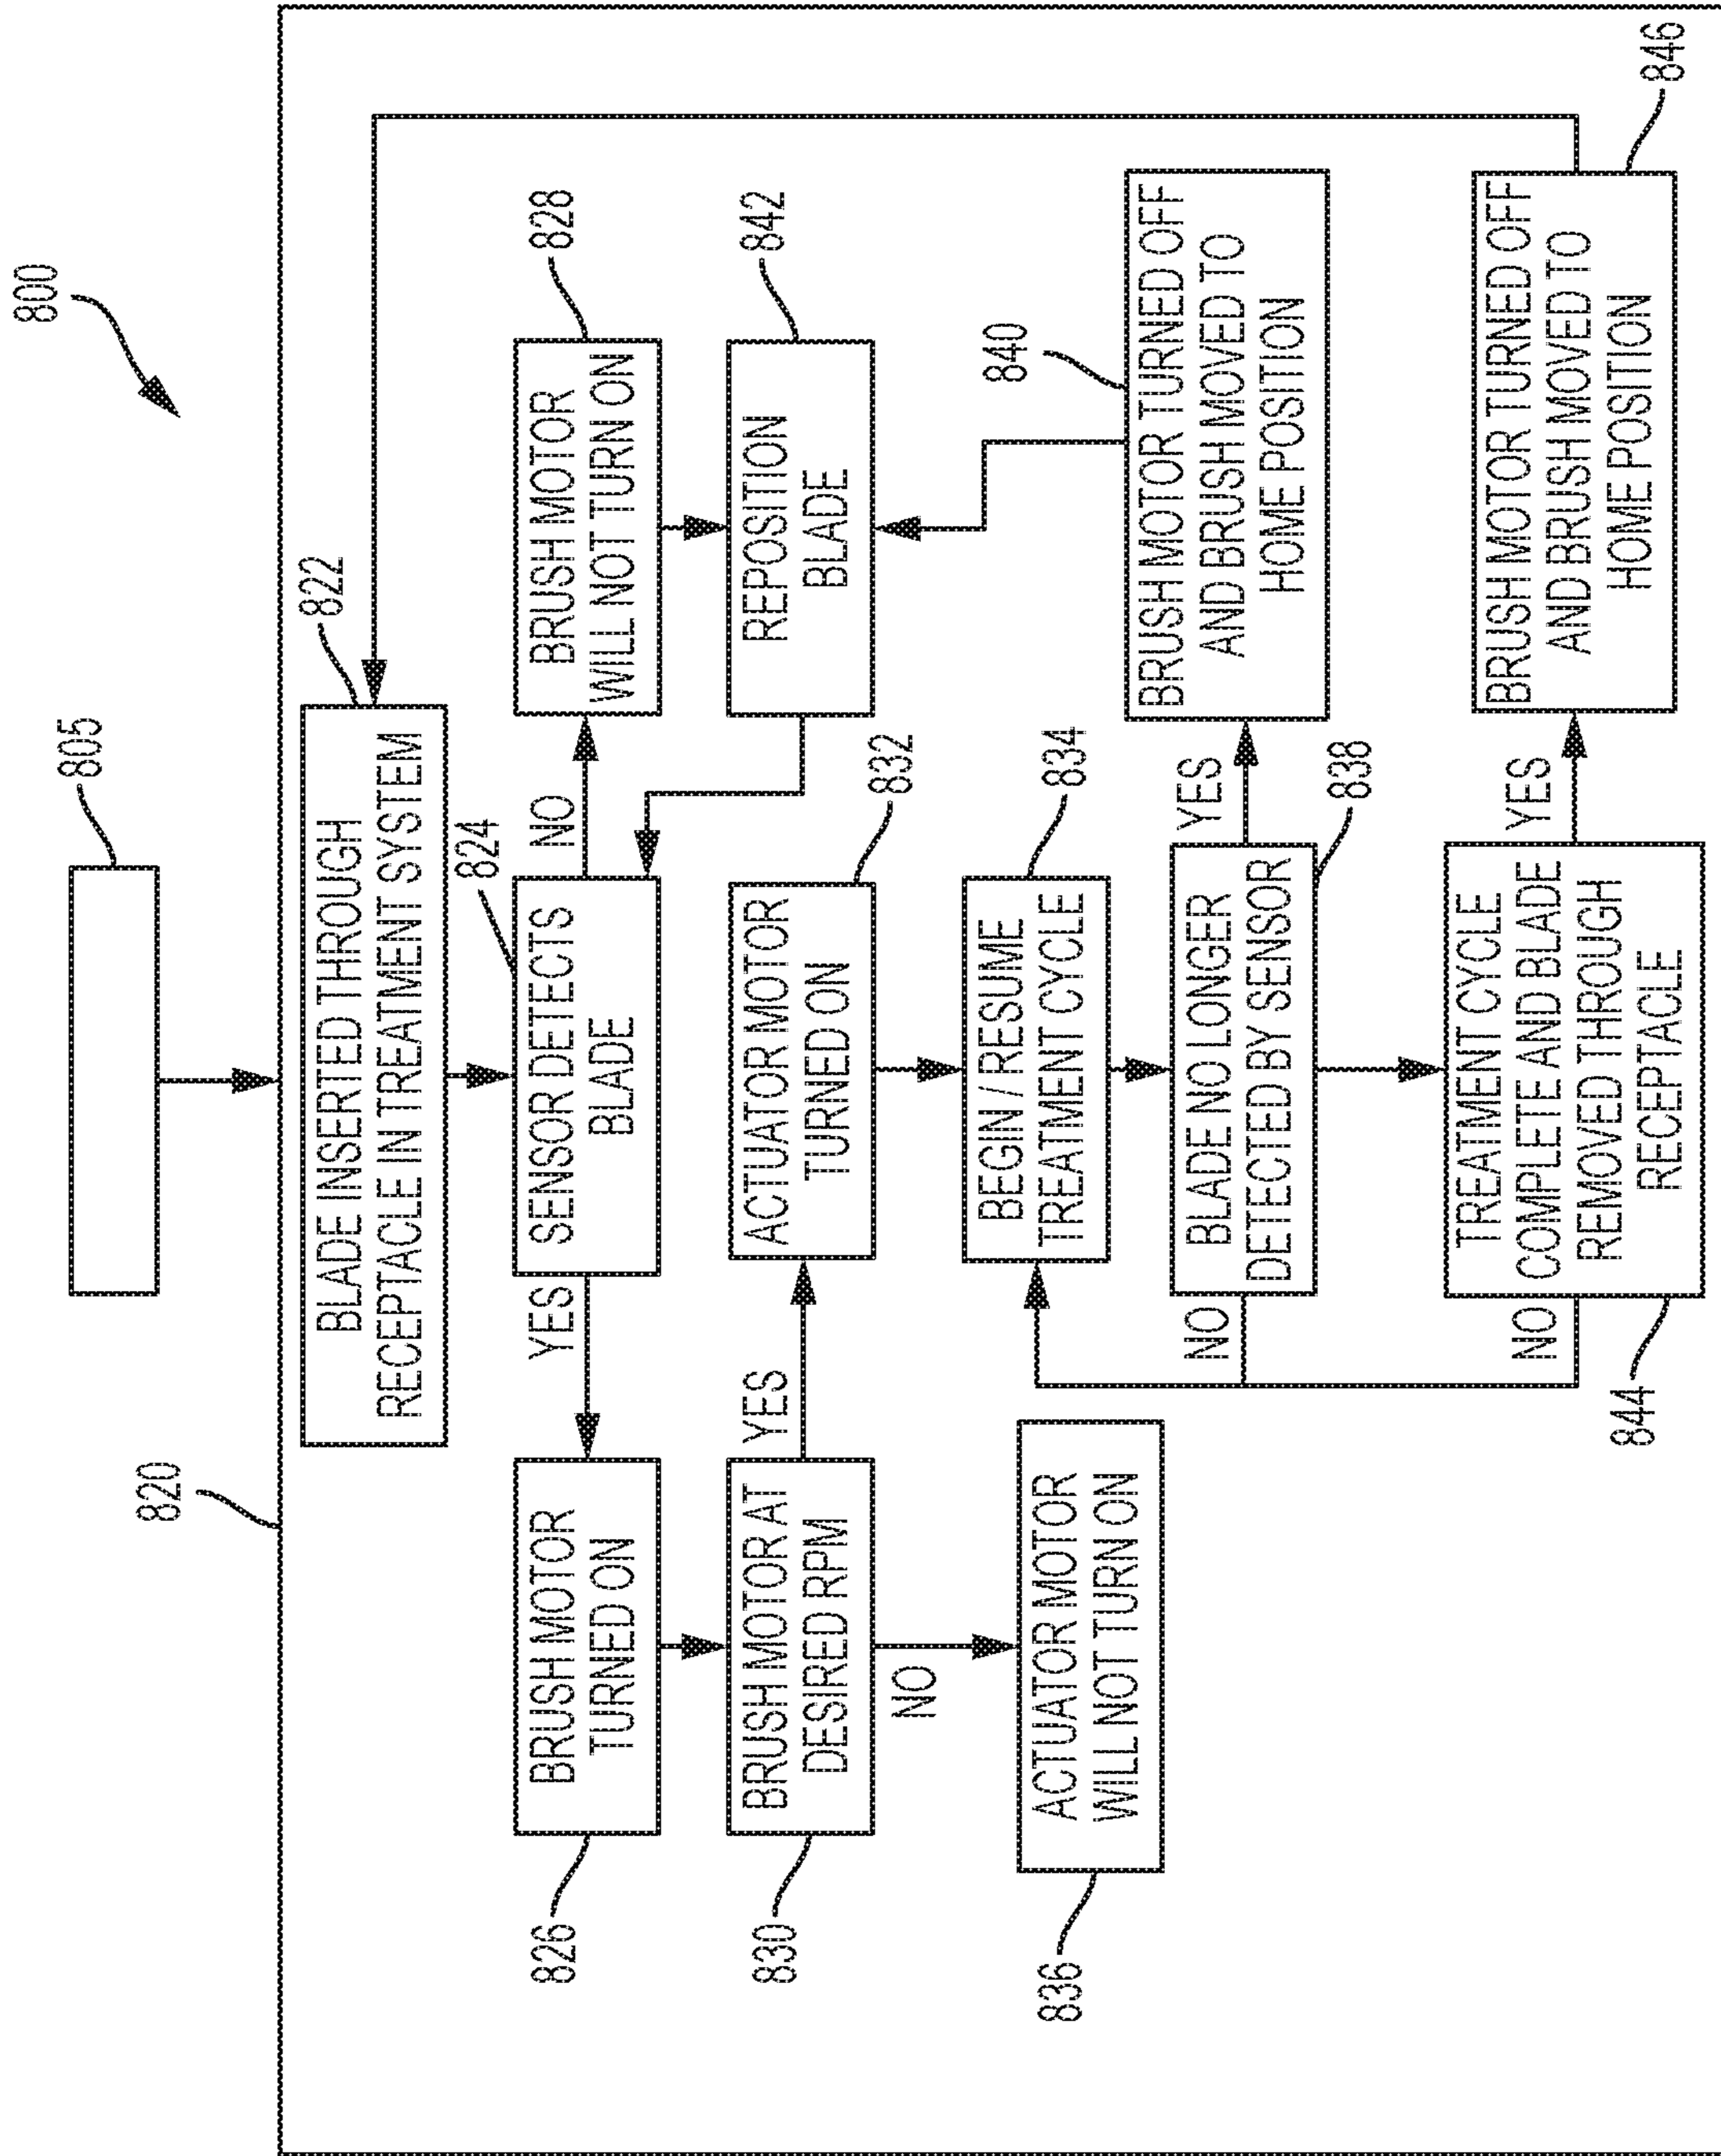 800
805
820
BLADE INSERTED THROUGH
RECEPTACLE IN TREATMENT SYSTEM
822
824
YES
SENSOR DETECTS
BLADE
NO
826
BRUSH MOTOR
TURNED ON
BRUSH MOTOR
WILL NOT TURN ON
828
830
BRUSH MOTOR AT
DESIRED RPM
YES
ACTUATOR MOTOR
TURNED ON
832
REPOSITION
BLADE
842
NO
836
ACTUATOR MOTOR
WILL NOT TURN ON
BEGIN / RESUME
TREATMENT CYCLE
834
840
NO
BLADE NO LONGER
DETECTED BY SENSOR
YES
838
BRUSH MOTOR TURNED OFF
AND BRUSH MOVED TO
HOME POSITION
NO
844
TREATMENT CYCLE
COMPLETE AND BLADE
REMOVED THROUGH
RECEPTACLE
YES
BRUSH MOTOR TURNED OFF
AND BRUSH MOVED TO
HOME POSITION
846